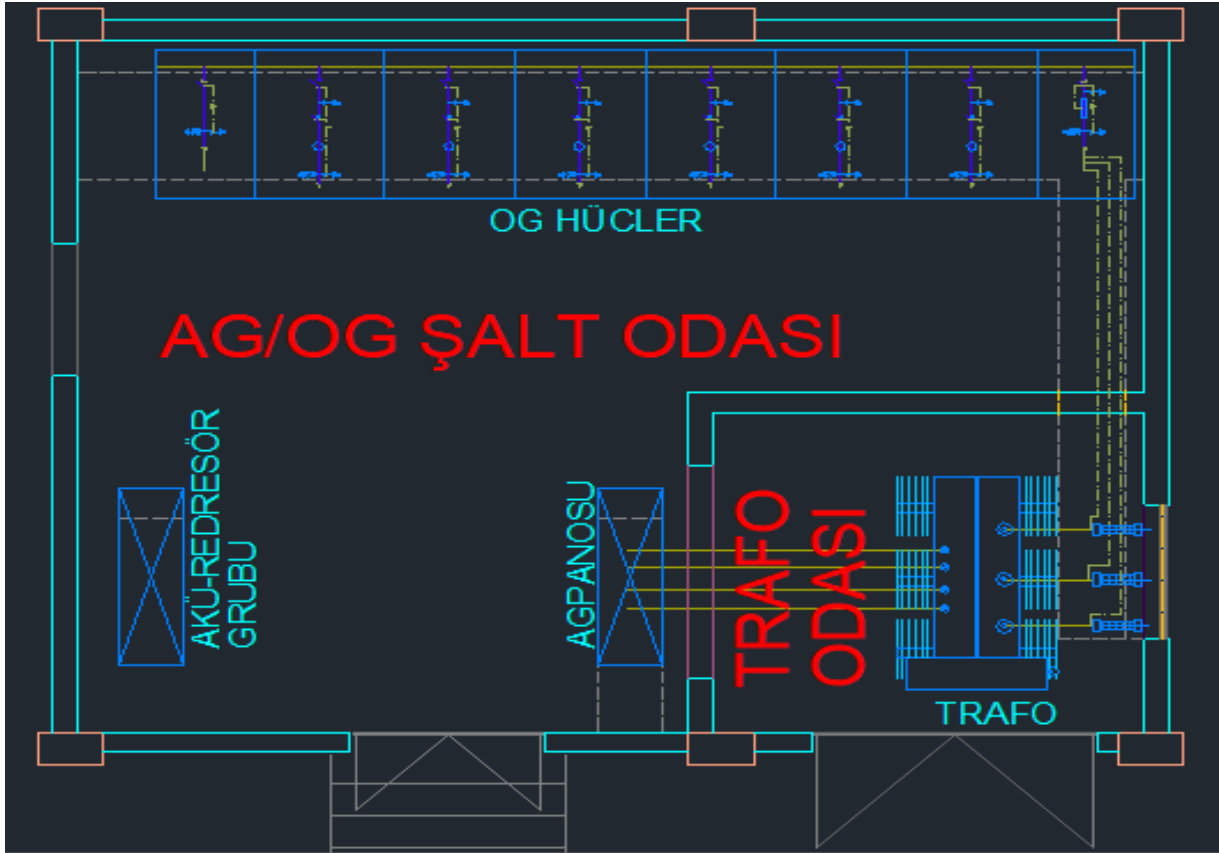 OG HÜCLER
AG/OG ŞALT ODASI
AKÜ-REDRESÖR
GRUBU
AGPANOSU
TRAFO
ODASI
TRAFO